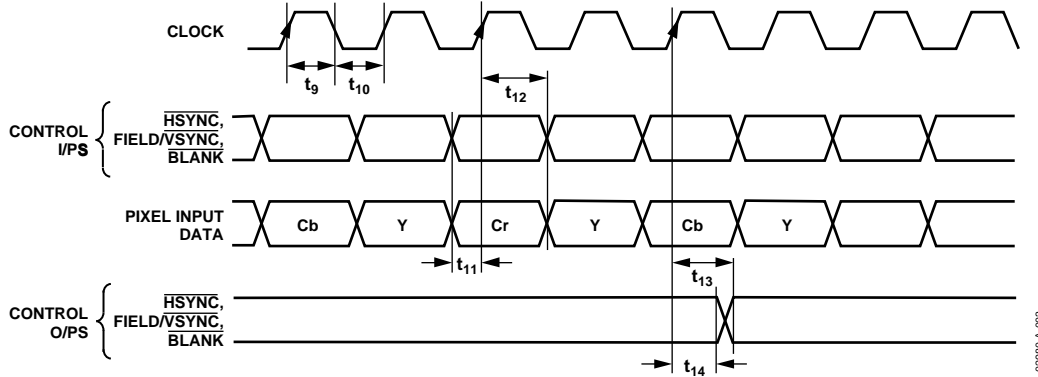 CLOCK
t9
t10
t12
CONTROL
I/PS
HSYNC,
FIELD/VSYNC,
BLANK
PIXEL INPUT
DATA
Cb
Y
Cr
Y
Cb
Y
t11
t13
CONTROL
O/PS
HSYNC,
FIELD/VSYNC,
BLANK
t14